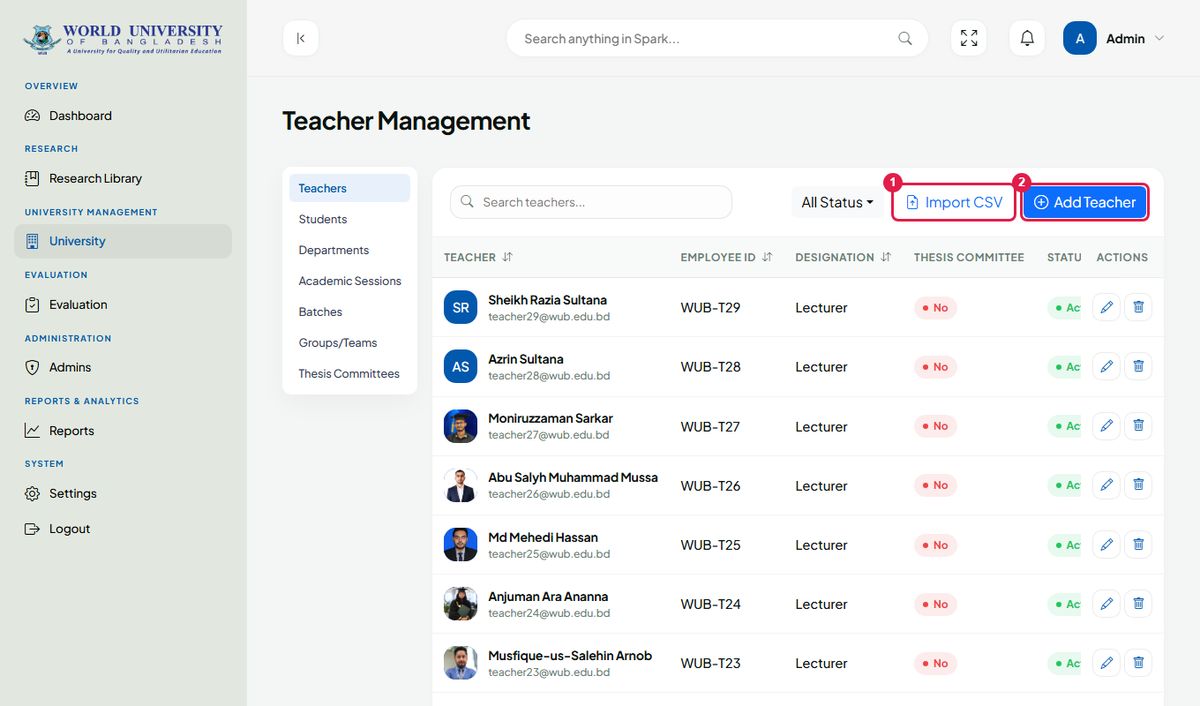 WORLD UNIVERSITY
OF BANGLADESH
A University for Quality and Utilitarian Education
OVERVIEW
Dashboard
RESEARCH
Research Library
UNIVERSITY MANAGEMENT
University
EVALUATION
Evaluation
ADMINISTRATION
Admins
REPORTS & ANALYTICS
Reports
SYSTEM
Settings
Logout
Search anything in Spark...
A Admin
Teacher Management
Teachers
Students
Departments
Academic Sessions
Batches
Groups/Teams
Thesis Committees
Search teachers...
All Status
1
Import CSV
2
Add Teacher
TEACHER EMPLOYEE ID DESIGNATION THESIS COMMITTEE STATU ACTIONS
SR Sheikh Razia Sultana WUB-T29 Lecturer No Ac
teacher29@wub.edu.bd
AS Azrin Sultana WUB-T28 Lecturer No Ac
teacher28@wub.edu.bd
Moniruzzaman Sarkar WUB-T27 Lecturer No Ac
teacher27@wub.edu.bd
Abu Salyh Muhammad Mussa WUB-T26 Lecturer No Ac
teacher26@wub.edu.bd
Md Mehedi Hassan WUB-T25 Lecturer No Ac
teacher25@wub.edu.bd
Anjuman Ara Ananna WUB-T24 Lecturer No Ac
teacher24@wub.edu.bd
Musfique-us-Salehin Arnob WUB-T23 Lecturer No Ac
teacher23@wub.edu.bd